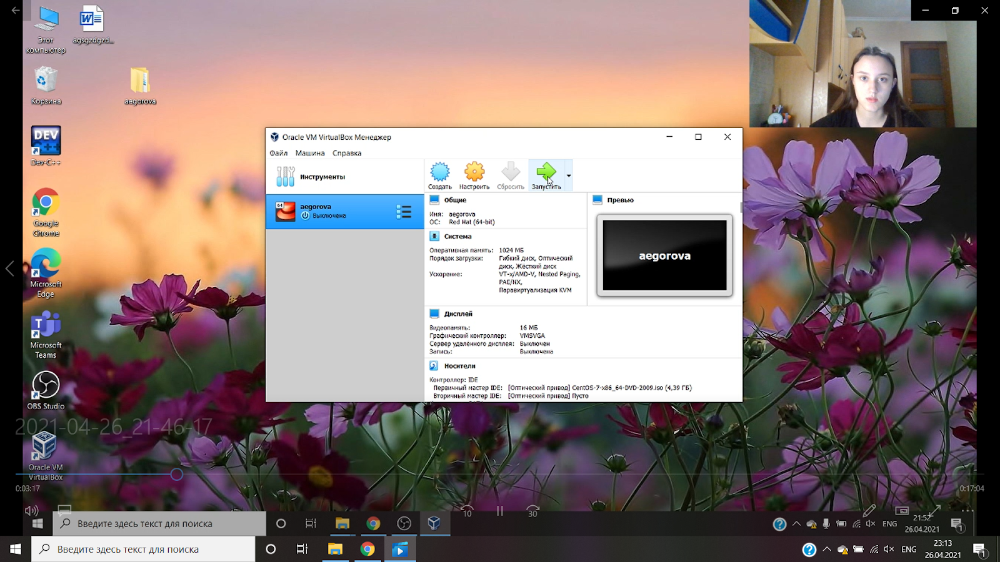 Этот
компьютер
agsgzdgzd...
Корзина
aegorova
DEV
C++
Dev-C++
Google
Chrome
Microsoft
Edge
T
Microsoft
Teams
OBS Studio
2021-04-26_21-46-17
Oracle VM
VirtualBox
Oracle VM VirtualBox Менеджер
Файл Машина Справка
Инструменты
Создать Настроить Сбросить Запустить
64
aegorova
Выключена
Общие
Имя: aegorova
ОС: Red Hat (64-bit)
Превью
aegorova
Система
Оперативная память: 1024 МБ
Порядок загрузки: Гибкий диск, Оптический
диск, Жесткий диск
Ускорение: VT-x/AMD-V, Nested Paging,
PAE/NX,
Паравиртуализация KVM
Дисплей
Видеопамять: 16 МБ
Графический контроллер: VMSVGA
Сервер удаленного дисплея: Выключен
Запись: Выключена
Носители
Контроллер: IDE
Первичный мастер IDE: [Оптический привод] CentOS-7-x86_64-DVD-2009.iso (4,39 ГБ)
Вторичный мастер IDE: [Оптический привод] Пусто
0:03:17
0:17:04
10
30
Введите здесь текст для поиска
ENG
21:52
26.04.2021
1
Введите здесь текст для поиска
ENG
23:13
26.04.2021
1